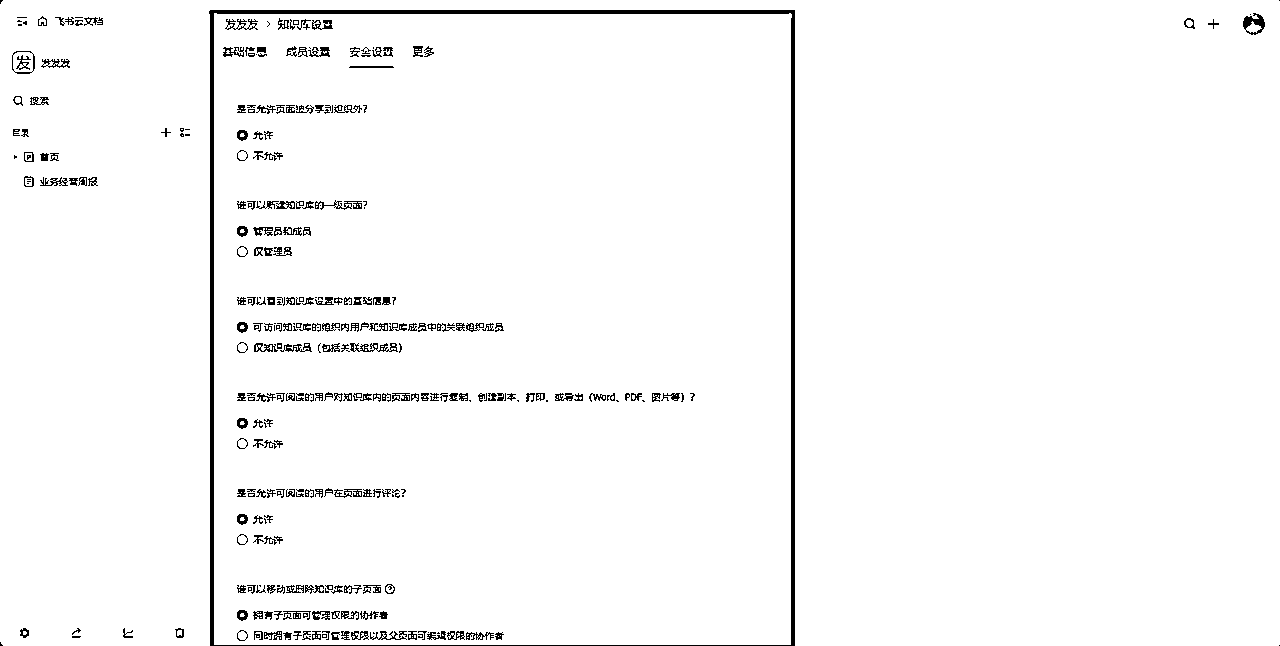 飞书云文档
发 发发发
搜索
目录
首页
业务经营周报
发发发 > 知识库设置
基础信息 成员设置 安全设置 更多
是否允许页面被分享到组织外?
允许
不允许
谁可以新建知识库的一级页面?
管理员和成员
仅管理员
谁可以看到知识库设置中的基础信息?
可访问知识库的组织内用户和知识库成员中的关联组织成员
仅知识库成员（包括关联组织成员）
是否允许可阅读的用户对知识库内的页面内容进行复制、创建副本、打印、或导出（Word、PDF、图片等）?
允许
不允许
是否允许可阅读的用户在页面进行评论?
允许
不允许
谁可以移动或删除知识库的子页面
拥有子页面可管理权限的协作者
同时拥有子页面可管理权限以及父页面可编辑权限的协作者